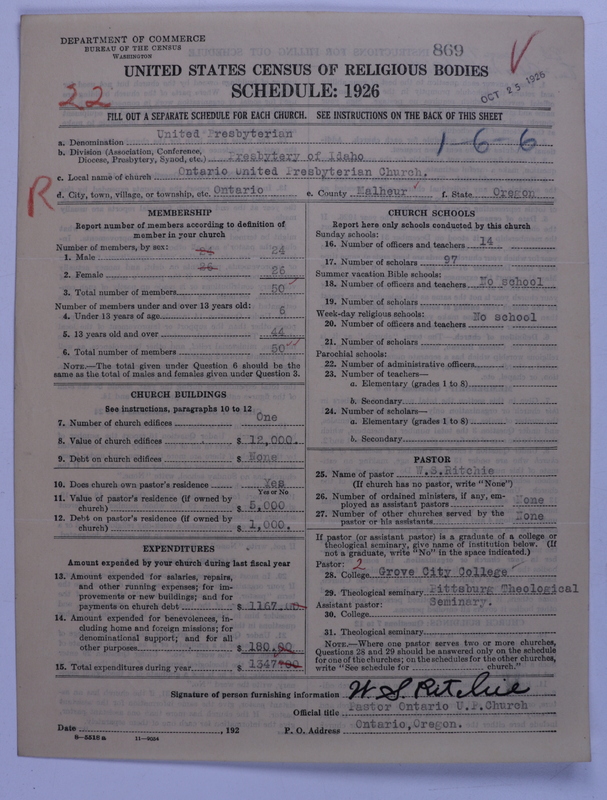 DEPARTMENT OF COMMERCE
BUREAU OF THE CENSUS
WASHINGTON
869
V
OCT 25 1926
UNITED STATES CENSUS OF RELIGIOUS BODIES
SCHEDULE: 1926
22
FILL OUT A SEPARATE SCHEDULE FOR EACH CHURCH. SEE INSTRUCTIONS ON THE BACK OF THIS SHEET
a. Denomination United Presbyterian
1-6-6
b. Division (Association, Conference,
Diocese, Presbytery, Synod, etc.) Presbytery of Idaho
c. Local name of church Ontario United Presbyterian Church.
R
d. City, town, village, or township, etc. Ontario e. County Malheur f. State Oregon
MEMBERSHIP
Report number of members according to definition of
member in your church
Number of members, by sex:
1. Male 24 24
2. Female 26 26
3. Total number of members 50
Number of members under and over 13 years old:
4. Under 13 years of age 6
5. 13 years old and over 44
6. Total number of members 50
NOTE.—The total given under Question 6 should be the
same as the total of males and females given under Question 3.
CHURCH BUILDINGS
See instructions, paragraphs 10 to 12
7. Number of church edifices One
8. Value of church edifices $ 12,000.
9. Debt on church edifices $ None
10. Does church own pastor's residence Yes
Yes or No
11. Value of pastor's residence (if owned by
church) $ 5,000
12. Debt on pastor's residence (if owned by
church) $ 1,000.
EXPENDITURES
Amount expended by your church during last fiscal year
13. Amount expended for salaries, repairs,
and other running expenses; for im-
provements or new buildings; and for
payments on church debt $ 1167.00
14. Amount expended for benevolences, in-
cluding home and foreign missions; for
denominational support; and for all
other purposes $ 180.00
15. Total expenditures during year $ 1347.00
CHURCH SCHOOLS
Report here only schools conducted by this church
Sunday schools:
16. Number of officers and teachers 14
17. Number of scholars 97
Summer vacation Bible schools:
18. Number of officers and teachers No school
19. Number of scholars
Week-day religious schools:
20. Number of officers and teachers No school
21. Number of scholars
Parochial schools:
22. Number of administrative officers
23. Number of teachers—
a. Elementary (grades 1 to 8)
b. Secondary
24. Number of scholars—
a. Elementary (grades 1 to 8)
b. Secondary
PASTOR
25. Name of pastor W.S.Ritchie
(If church has no pastor, write "None")
26. Number of ordained ministers, if any, em-
ployed as assistant pastors None
27. Number of other churches served by the
pastor or his assistants None
If pastor (or assistant pastor) is a graduate of a college or
theological seminary, give name of institution below. (If
not a graduate, write "No" in the space indicated.)
Pastor: 2
28. College Grove City College
29. Theological seminary Pittsburg Theological
Assistant pastor: Seminary.
30. College
31. Theological seminary
NOTE.—Where one pastor serves two or more churches,
Questions 28 and 29 should be answered only on the schedule
for one of the churches; on the schedules for the other churches,
write "See schedule for church."
Signature of person furnishing information W S Ritchie
Official title Pastor Ontario U.P.Church
Date , 192 P. O. Address Ontario,Oregon.
8—5518a 11—9024